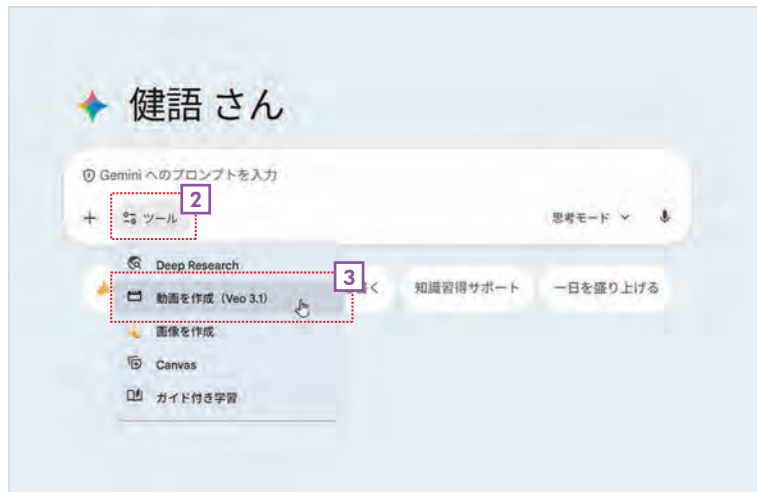 健語 さん
Gemini へのプロンプトを入力
2
ツール
思考モード
Deep Research
3
動画を作成（Veo 3.1）
く
知識習得サポート
一日を盛り上げる
画像を作成
Canvas
ガイド付き学習